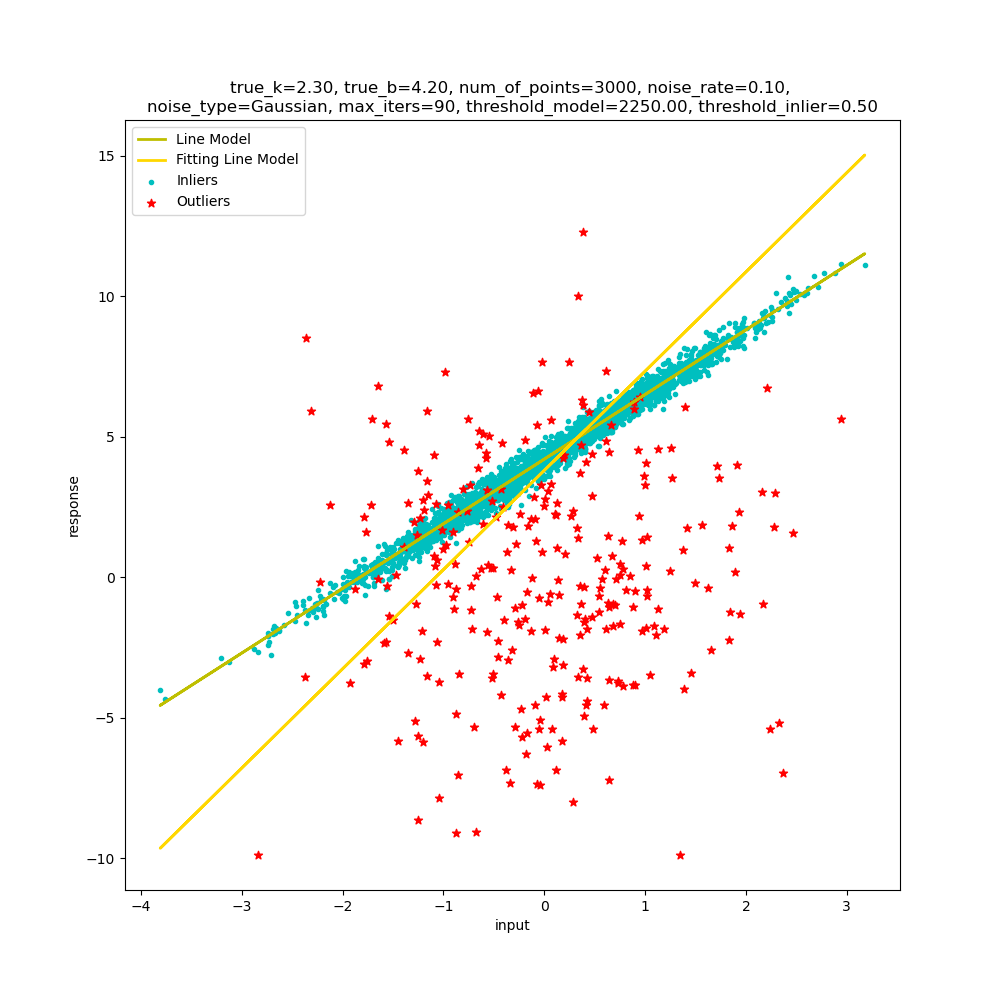 true_k=2.30, true_b=4.20, num_of_points=3000, noise_rate=0.10,
noise_type=Gaussian, max_iters=90, threshold_model=2250.00, threshold_inlier=0.50
Line Model
Fitting Line Model
Inliers
Outliers
15
10
5
0
−5
−10
response
−4 −3 −2 −1 0 1 2 3
input